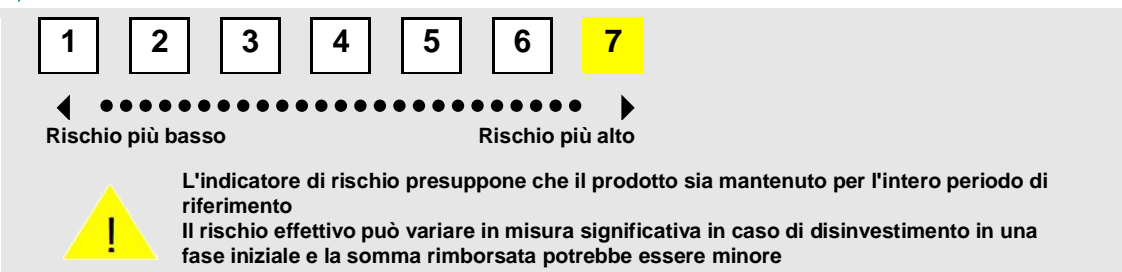 1 2 3 4 5 6 7
Rischio più basso Rischio più alto
L'indicatore di rischio presuppone che il prodotto sia mantenuto per l'intero periodo di
riferimento
Il rischio effettivo può variare in misura significativa in caso di disinvestimento in una
fase iniziale e la somma rimborsata potrebbe essere minore
!